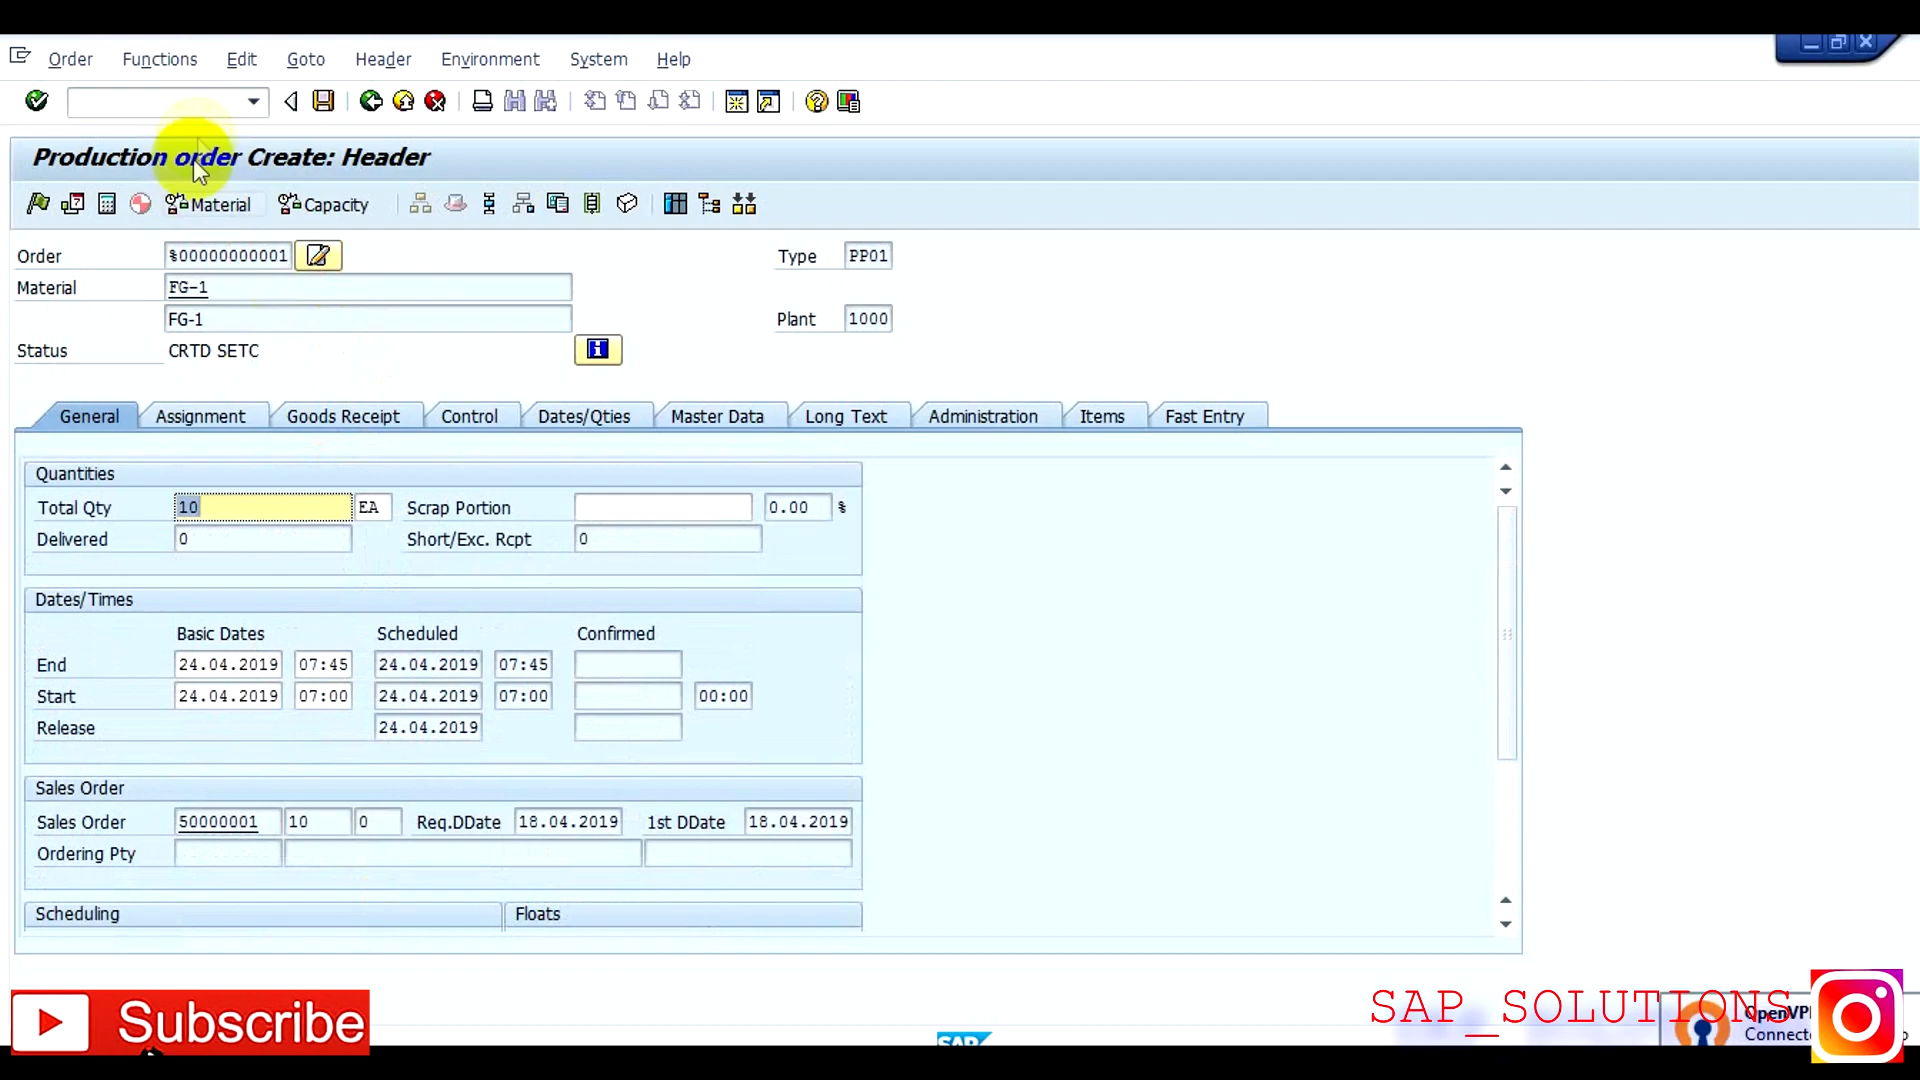 Order Functions Edit Goto Header Environment System Help
Production order Create: Header
Material Capacity
Order %00000000001 Type PP01
Material FG-1
FG-1 Plant 1000
Status CRTD SETC
General Assignment Goods Receipt Control Dates/Qties Master Data Long Text Administration Items Fast Entry
Quantities
Total Qty 10 EA Scrap Portion 0.00 %
Delivered 0 Short/Exc. Rcpt 0
Dates/Times
Basic Dates Scheduled Confirmed
End 24.04.2019 07:45 24.04.2019 07:45
Start 24.04.2019 07:00 24.04.2019 07:00 00:00
Release 24.04.2019
Sales Order
Sales Order 50000001 10 0 Req.DDate 18.04.2019 1st DDate 18.04.2019
Ordering Pty
Scheduling Floats
Subscribe
SAP_SOLUTIONS
SAP